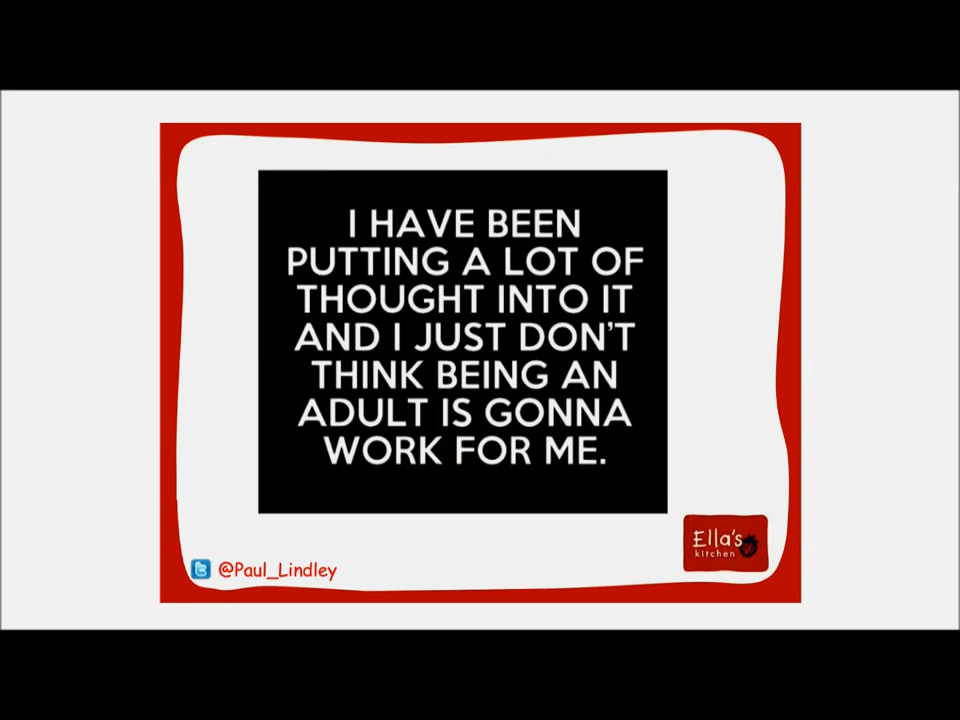 I HAVE BEEN
PUTTING A LOT OF
THOUGHT INTO IT
AND I JUST DON'T
THINK BEING AN
ADULT IS GONNA
WORK FOR ME.
Ella's
kitchen
@Paul_Lindley